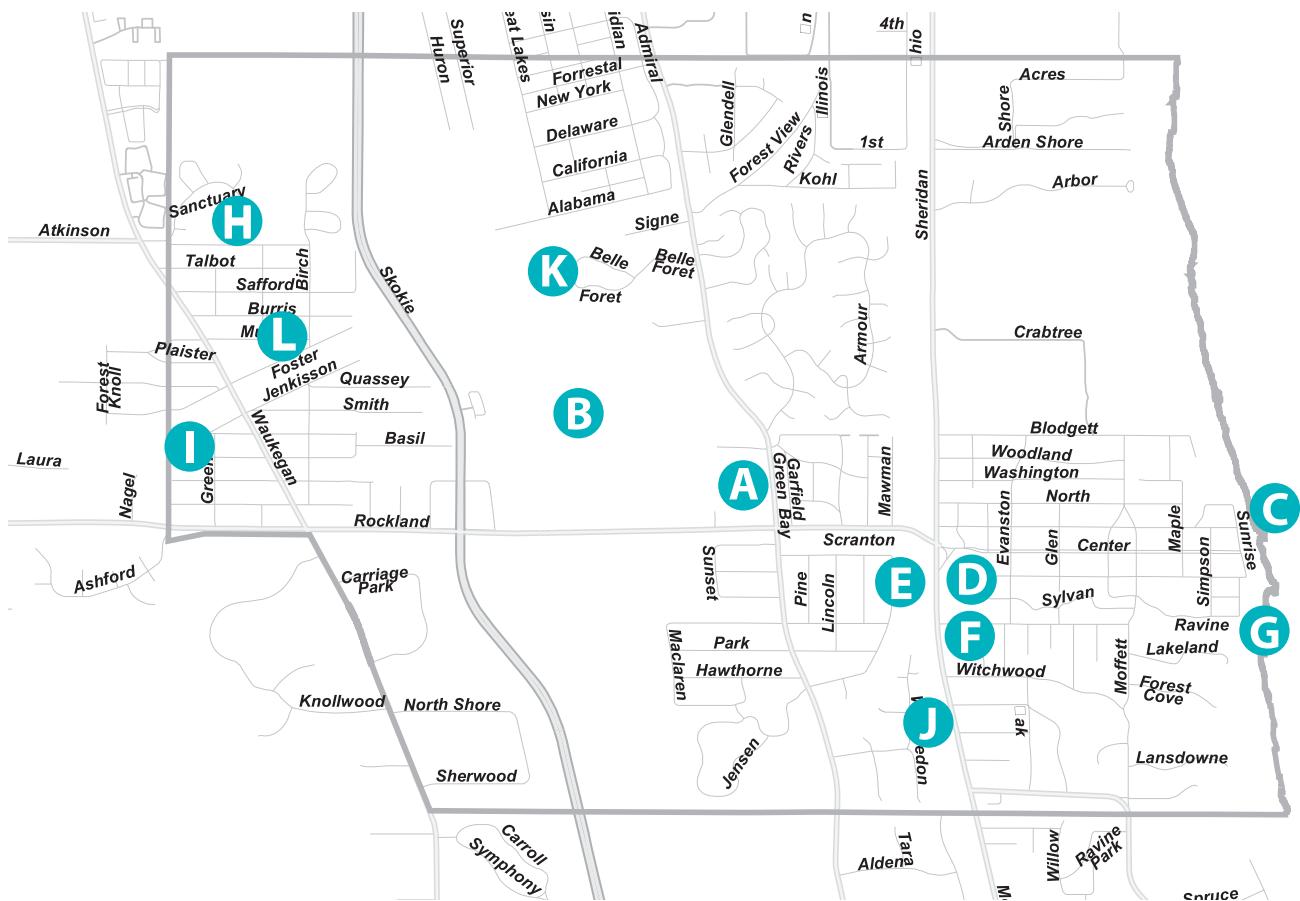 4th
Superior
Huron
Admiral
Forrestal
New York
Delaware
California
Alabama
Signe
Belle
Foret
Belle
Foret
Glendell
Forest View
Rivers
Illinois
Kohl
1st
Sheridan
Acres
Shore
Arden Shore
Arbor
Sanctuary
H
Atkinson
Talbot
Safford
Birch
Burris
L
Plaister
Foster
Jenkisson
Forest
Knoll
Quassey
Smith
Basil
Skokie
K
B
Armour
Crabtree
Waukegan
I
Green
Laura
Nagel
Rockland
A
Garfield
Green Bay
Mawman
Blodgett
Woodland
Washington
North
Evanston
Glen
Center
Maple
Simpson
Sunrise
C
Scranton
Ashford
Carriage
Park
Sunset
Pine
Lincoln
E
D
F
Sylvan
Ravine
G
Lakeland
Moffett
Witchwood
Forest
Cove
Park
Hawthorne
Maclaren
Knollwood
North Shore
Sherwood
Jensen
J
Lansdowne
Carroll
Symphony
Alden
Tara
Willow
Ravine
Park
Spruce